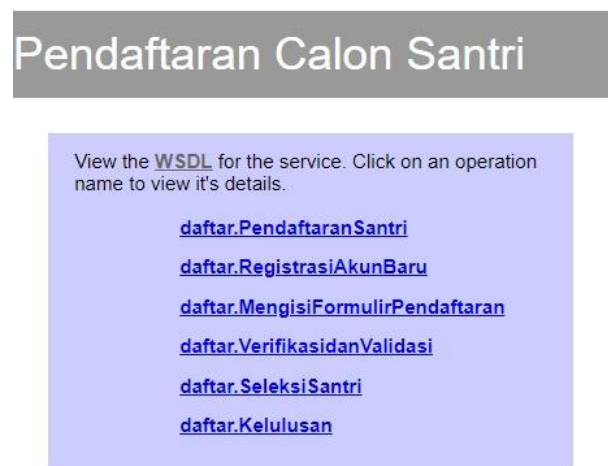 Pendaftaran Calon Santri
View the WSDL for the service. Click on an operation
name to view it's details.
daftar.PendaftaranSantri
daftar.RegistrasiAkunBaru
daftar.MengisiFormulirPendaftaran
daftar.VerifikasidanValidasi
daftar.SeleksiSantri
daftar.Kelulusan